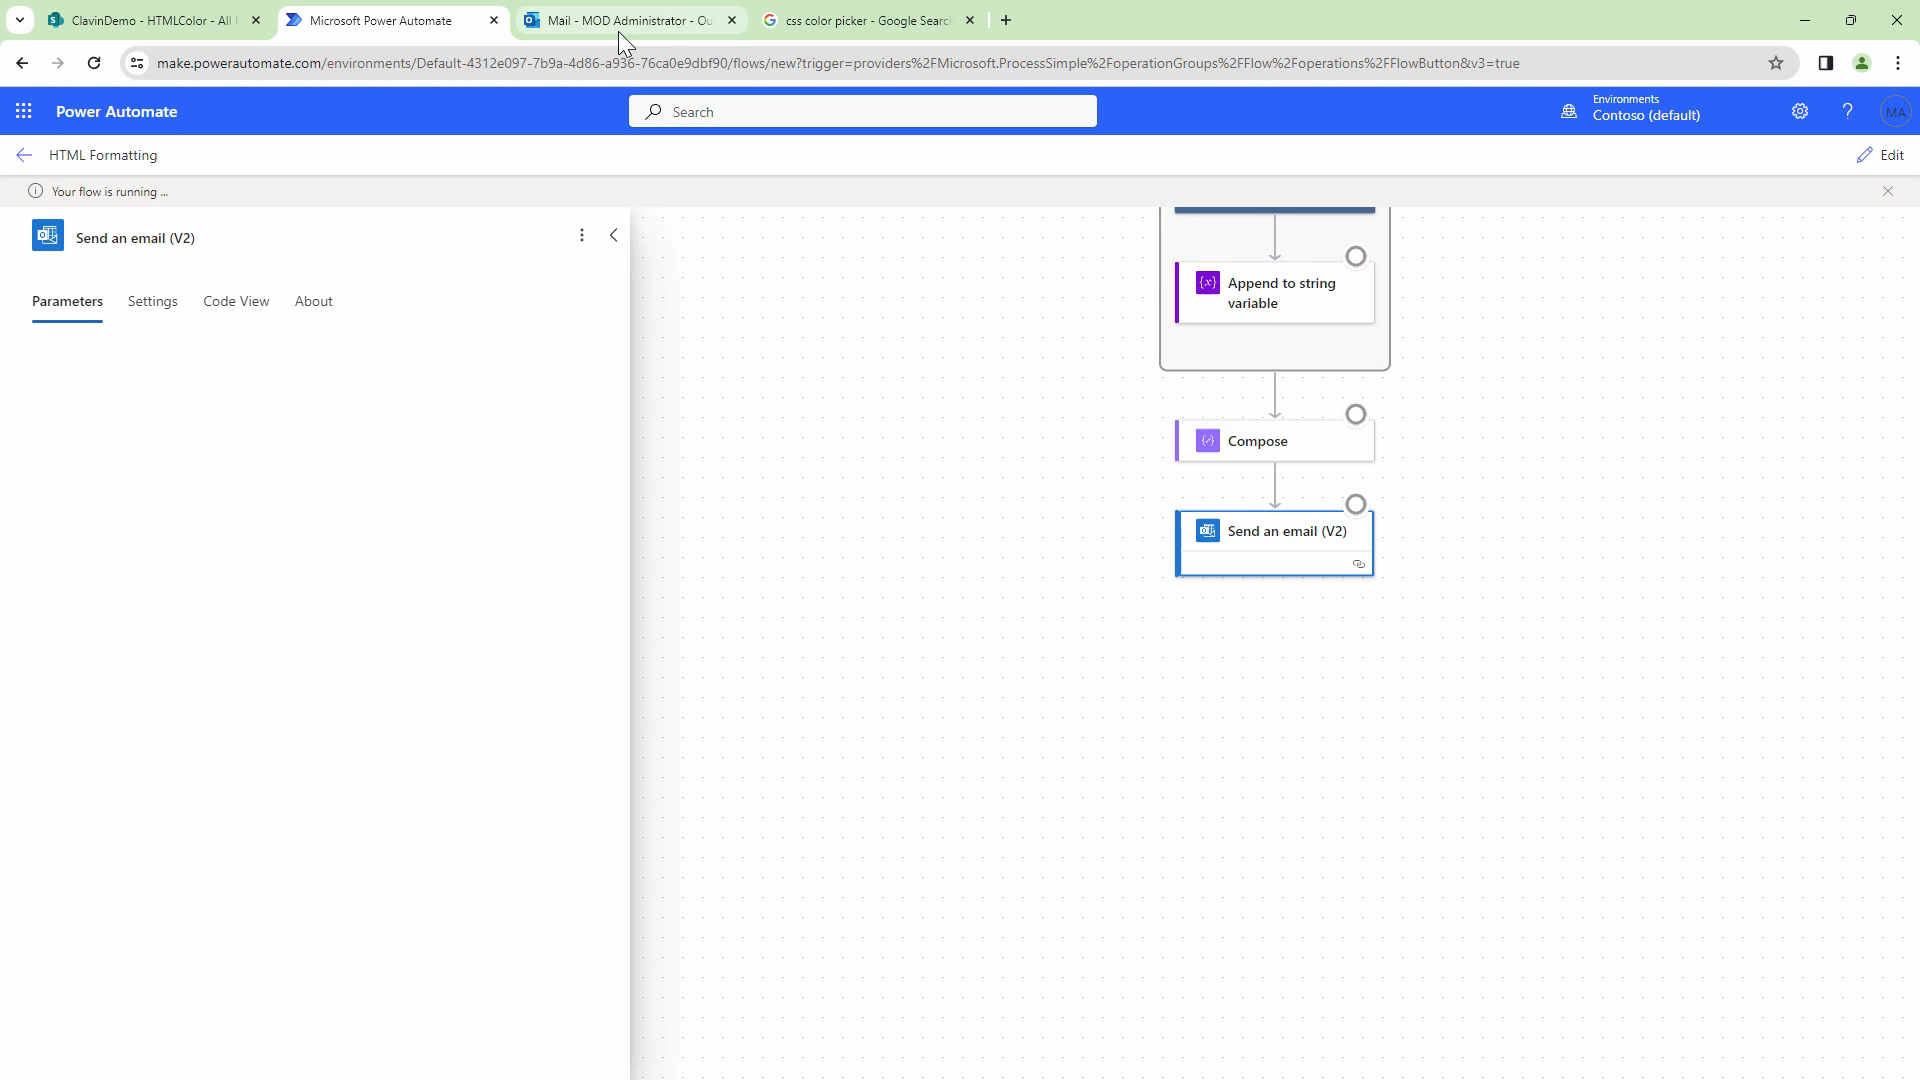 ClavinDemo - HTMLColor - All
Microsoft Power Automate
Mail - MOD Administrator - Ou
css color picker - Google Search
make.powerautomate.com/environments/Default-4312e097-7b9a-4d86-a936-76ca0e9dbf90/flows/new?trigger=providers%2FMicrosoft.ProcessSimple%2FoperationGroups%2FFlow%2Foperations%2FFlowButton&v3=true
Power Automate
Search
Environments
Contoso (default)
MA
HTML Formatting
Edit
Your flow is running ...
Send an email (V2)
Parameters
Settings
Code View
About
Append to string
variable
Compose
Send an email (V2)